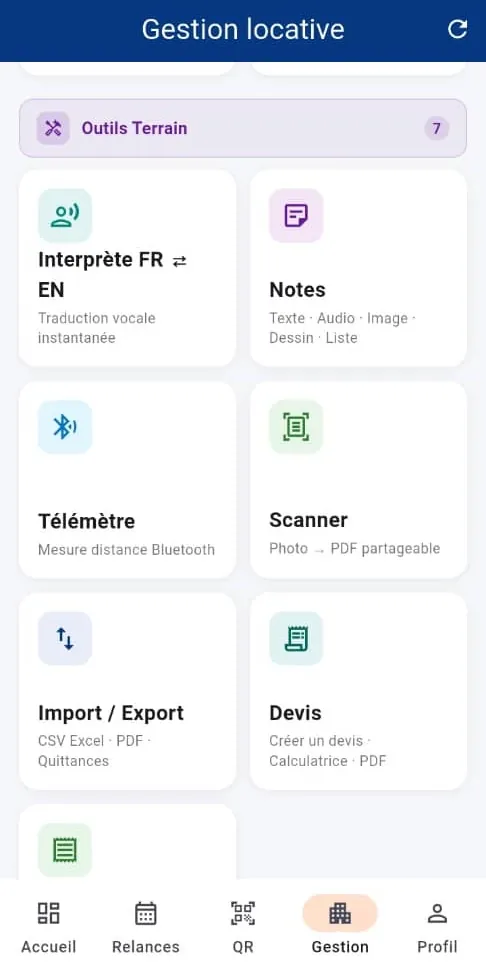 Gestion locative
Outils Terrain
7
Interprète FR ⇄
EN
Traduction vocale
instantanée
Notes
Texte · Audio · Image ·
Dessin · Liste
Télémètre
Mesure distance Bluetooth
Scanner
Photo → PDF partageable
Import / Export
CSV Excel · PDF ·
Quittances
Devis
Créer un devis ·
Calculatrice · PDF
Accueil
Relances
QR
Gestion
Profil